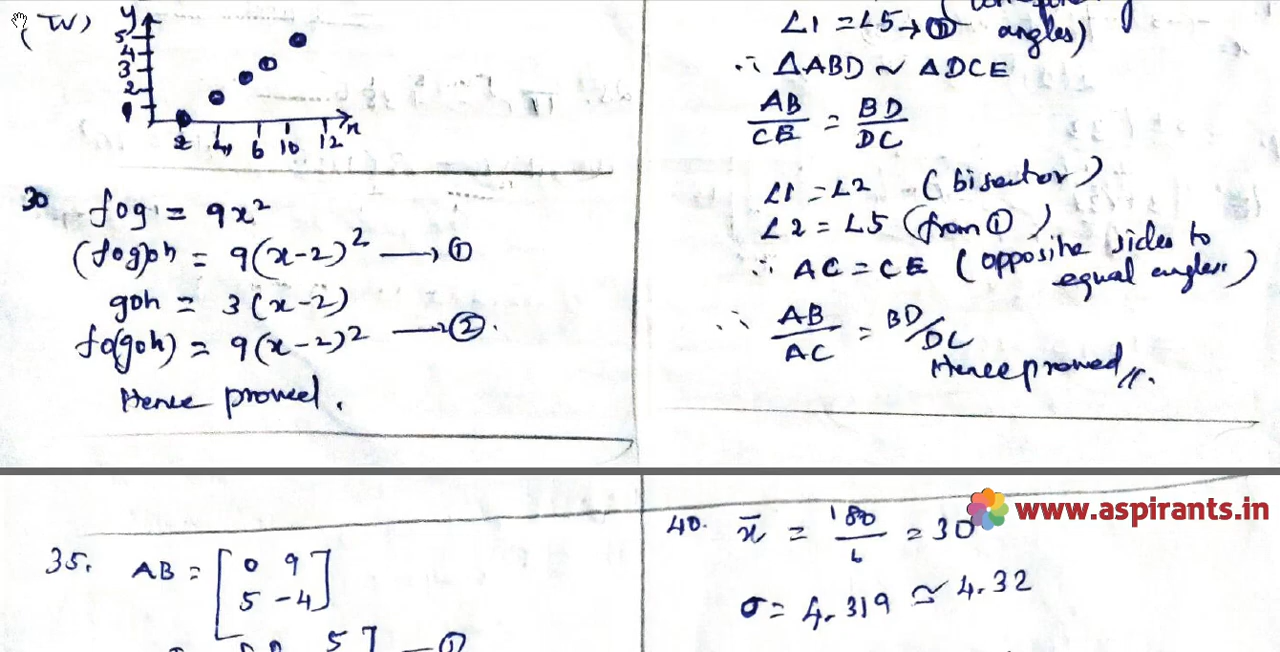 (iv)
y
5
4
3
2
1
2 4 6 10 12 x
30 fog = 9x²
(fog)oh = 9(x-2)² → ①
goh = 3(x-2)
fo(goh) = 9(x-2)² → ②.
Hence proved.
∠1 = ∠5 → ① angles)
∴ ΔABD ~ ΔDCE
AB/CE = BD/DC
∠1 = ∠2 (bisector)
∠2 = ∠5 (from ①)
∴ AC = CE (opposite sides to
equal angles.)
∴ AB/AC = BD/DC
Hence proved //.
www.aspirants.in
35. AB = [0 9
5 -4]
5] — ①
40. x̄ = 180/6 = 30
σ = 4.319 ≃ 4.32